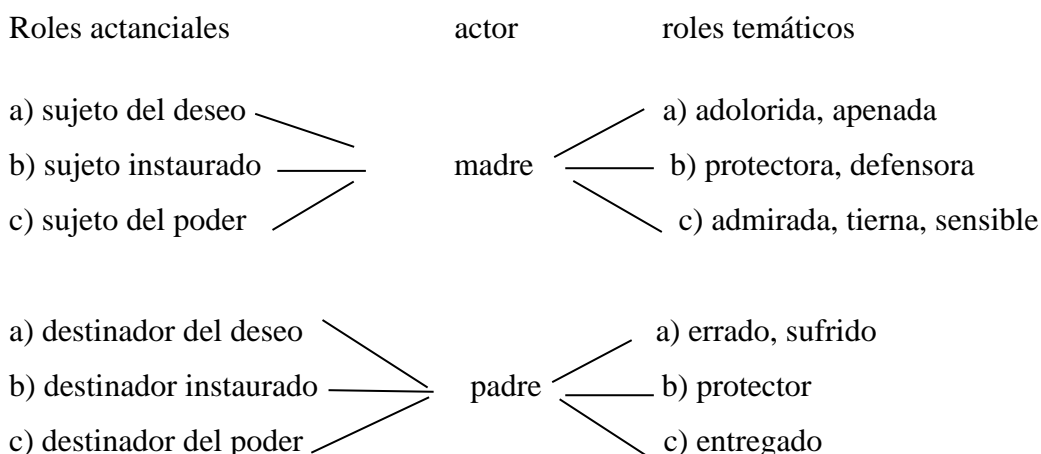 Roles actanciales actor roles temáticos
a) sujeto del deseo a) adolorida, apenada
b) sujeto instaurado madre b) protectora, defensora
c) sujeto del poder c) admirada, tierna, sensible
a) destinador del deseo a) errado, sufrido
b) destinador instaurado padre b) protector
c) destinador del poder c) entregado